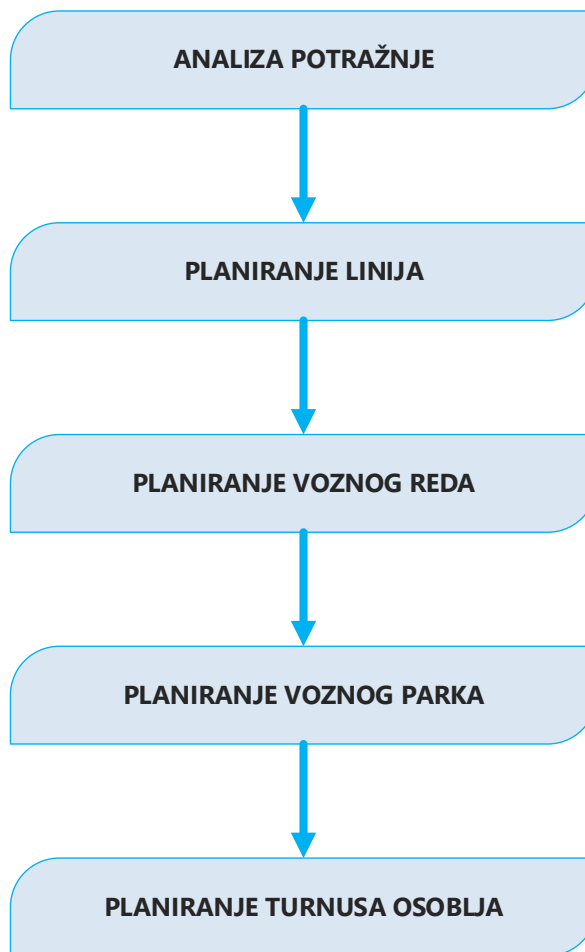 ANALIZA POTRAŽNJE
PLANIRANJE LINIJA
PLANIRANJE VOZNOG REDA
PLANIRANJE VOZNOG PARKA
PLANIRANJE TURNUSA OSOBLJA